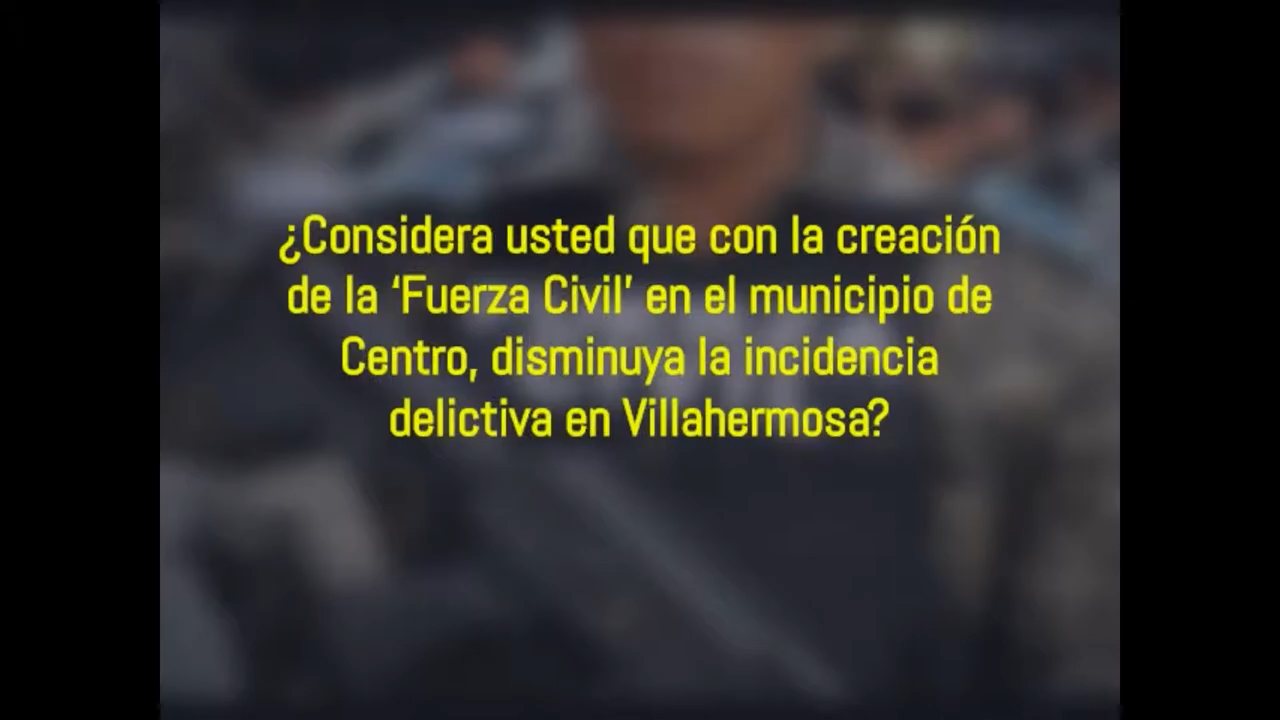 ¿Considera usted que con la creación
de la ‘Fuerza Civil’ en el municipio de
Centro, disminuya la incidencia
delictiva en Villahermosa?